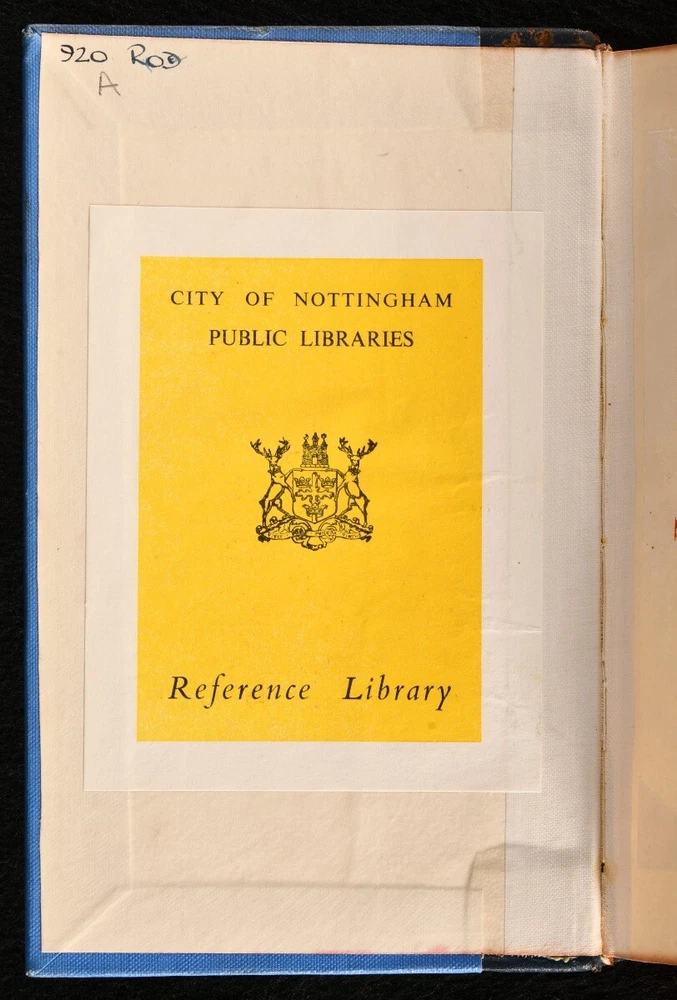 920 ROD
A
CITY OF NOTTINGHAM
PUBLIC LIBRARIES
Reference Library